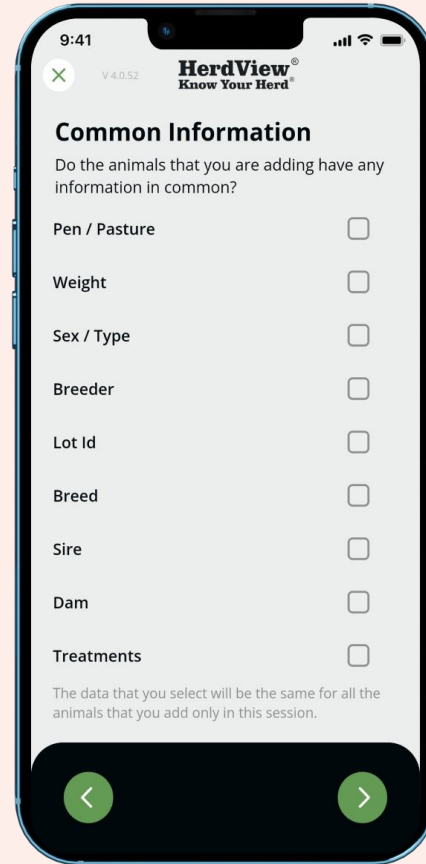 9:41
V 4.0.52
HerdView®
Know Your Herd®
Common Information
Do the animals that you are adding have any
information in common?
Pen / Pasture
Weight
Sex / Type
Breeder
Lot Id
Breed
Sire
Dam
Treatments
The data that you select will be the same for all the
animals that you add only in this session.